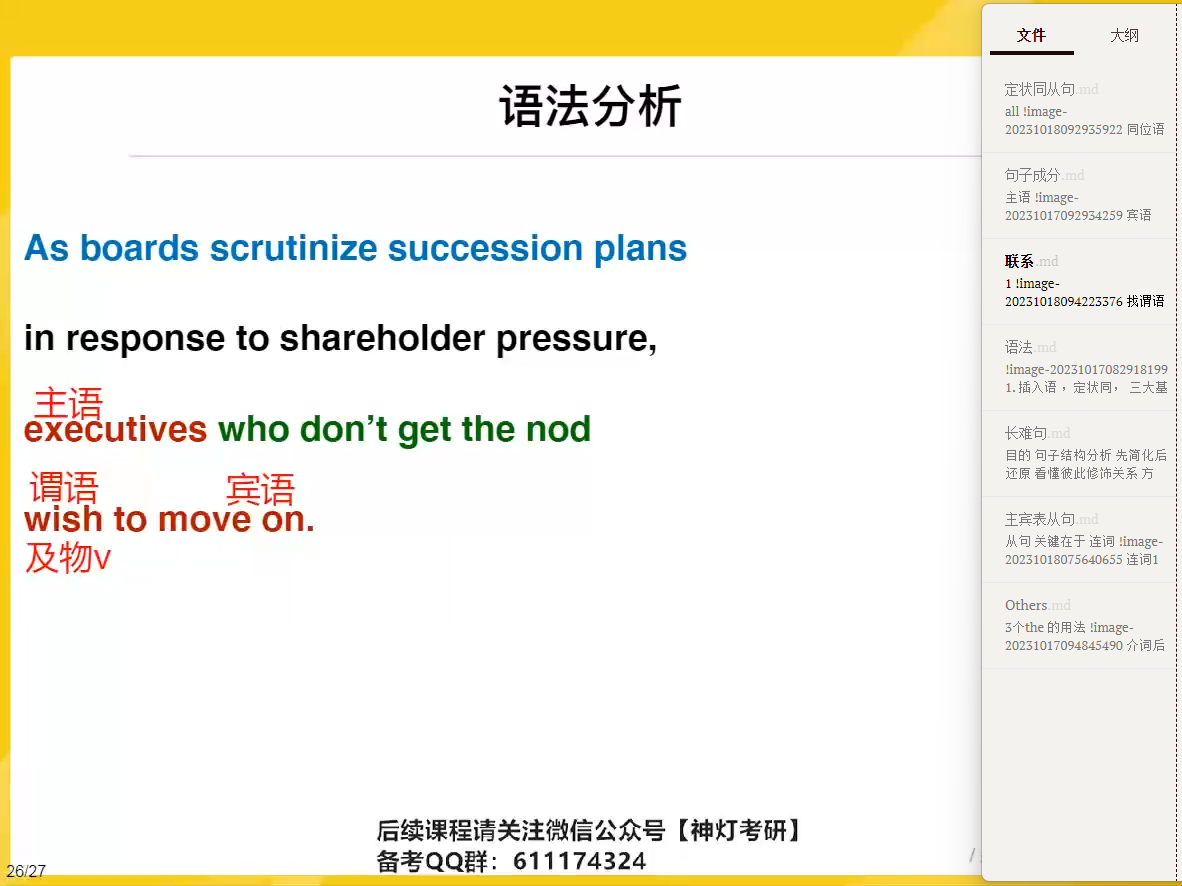 语法分析
As boards scrutinize succession plans
in response to shareholder pressure,
主语
executives who don’t get the nod
谓语 宾语
wish to move on.
及物v
后续课程请关注微信公众号【神灯考研】
备考QQ群：611174324
26/27
/
文件 大纲
定状同从句.md
all !image-
20231018092935922 同位语
句子成分.md
主语 !image-
20231017092934259 宾语
联系.md
1 !image-
20231018094223376 找谓语
语法.md
!image-20231017082918199
1. 插入语 ，定状同， 三大基
长难句.md
目的 句子结构分析 先简化后
还原 看懂彼此修饰关系 方
主宾表从句.md
从句 关键在于 连词 !image-
20231018075640655 连词1
Others.md
3个the 的用法 !image-
20231017094845490 介词后